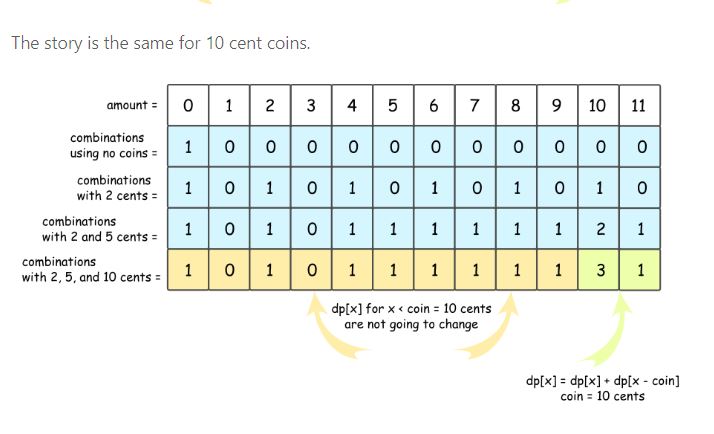 The story is the same for 10 cent coins.
amount = 0 1 2 3 4 5 6 7 8 9 10 11
combinations
using no coins = 1 0 0 0 0 0 0 0 0 0 0 0
combinations
with 2 cents = 1 0 1 0 1 0 1 0 1 0 1 0
combinations
with 2 and 5 cents = 1 0 1 0 1 1 1 1 1 1 2 1
combinations
with 2, 5, and 10 cents = 1 0 1 0 1 1 1 1 1 1 3 1
dp[x] for x < coin = 10 cents
are not going to change
dp[x] = dp[x] + dp[x - coin]
coin = 10 cents